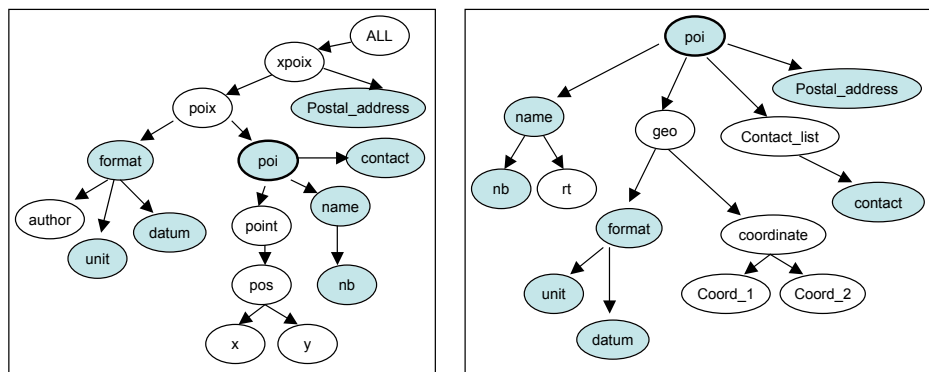 ALL
xpoix
poix
Postal_address
format
poi
contact
author
name
unit
datum
point
pos
nb
x
y
poi
Postal_address
name
geo
Contact_list
nb
rt
contact
format
coordinate
unit
Coord_1
Coord_2
datum